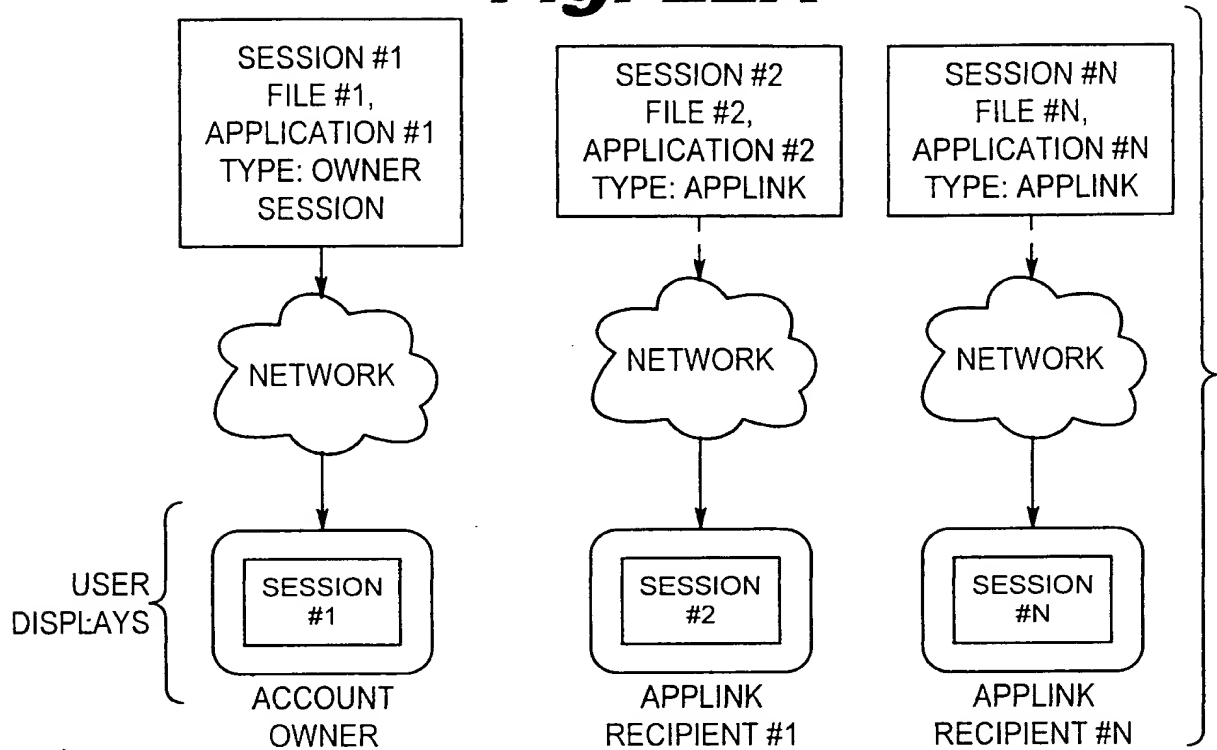 SESSION #1
FILE #1,
APPLICATION #1
TYPE: OWNER
SESSION
SESSION #2
FILE #2,
APPLICATION #2
TYPE: APPLINK
SESSION #N
FILE #N,
APPLICATION #N
TYPE: APPLINK
NETWORK
NETWORK
NETWORK
USER
DISPLAYS
SESSION
#1
SESSION
#2
SESSION
#N
ACCOUNT
OWNER
APPLINK
RECIPIENT #1
APPLINK
RECIPIENT #N